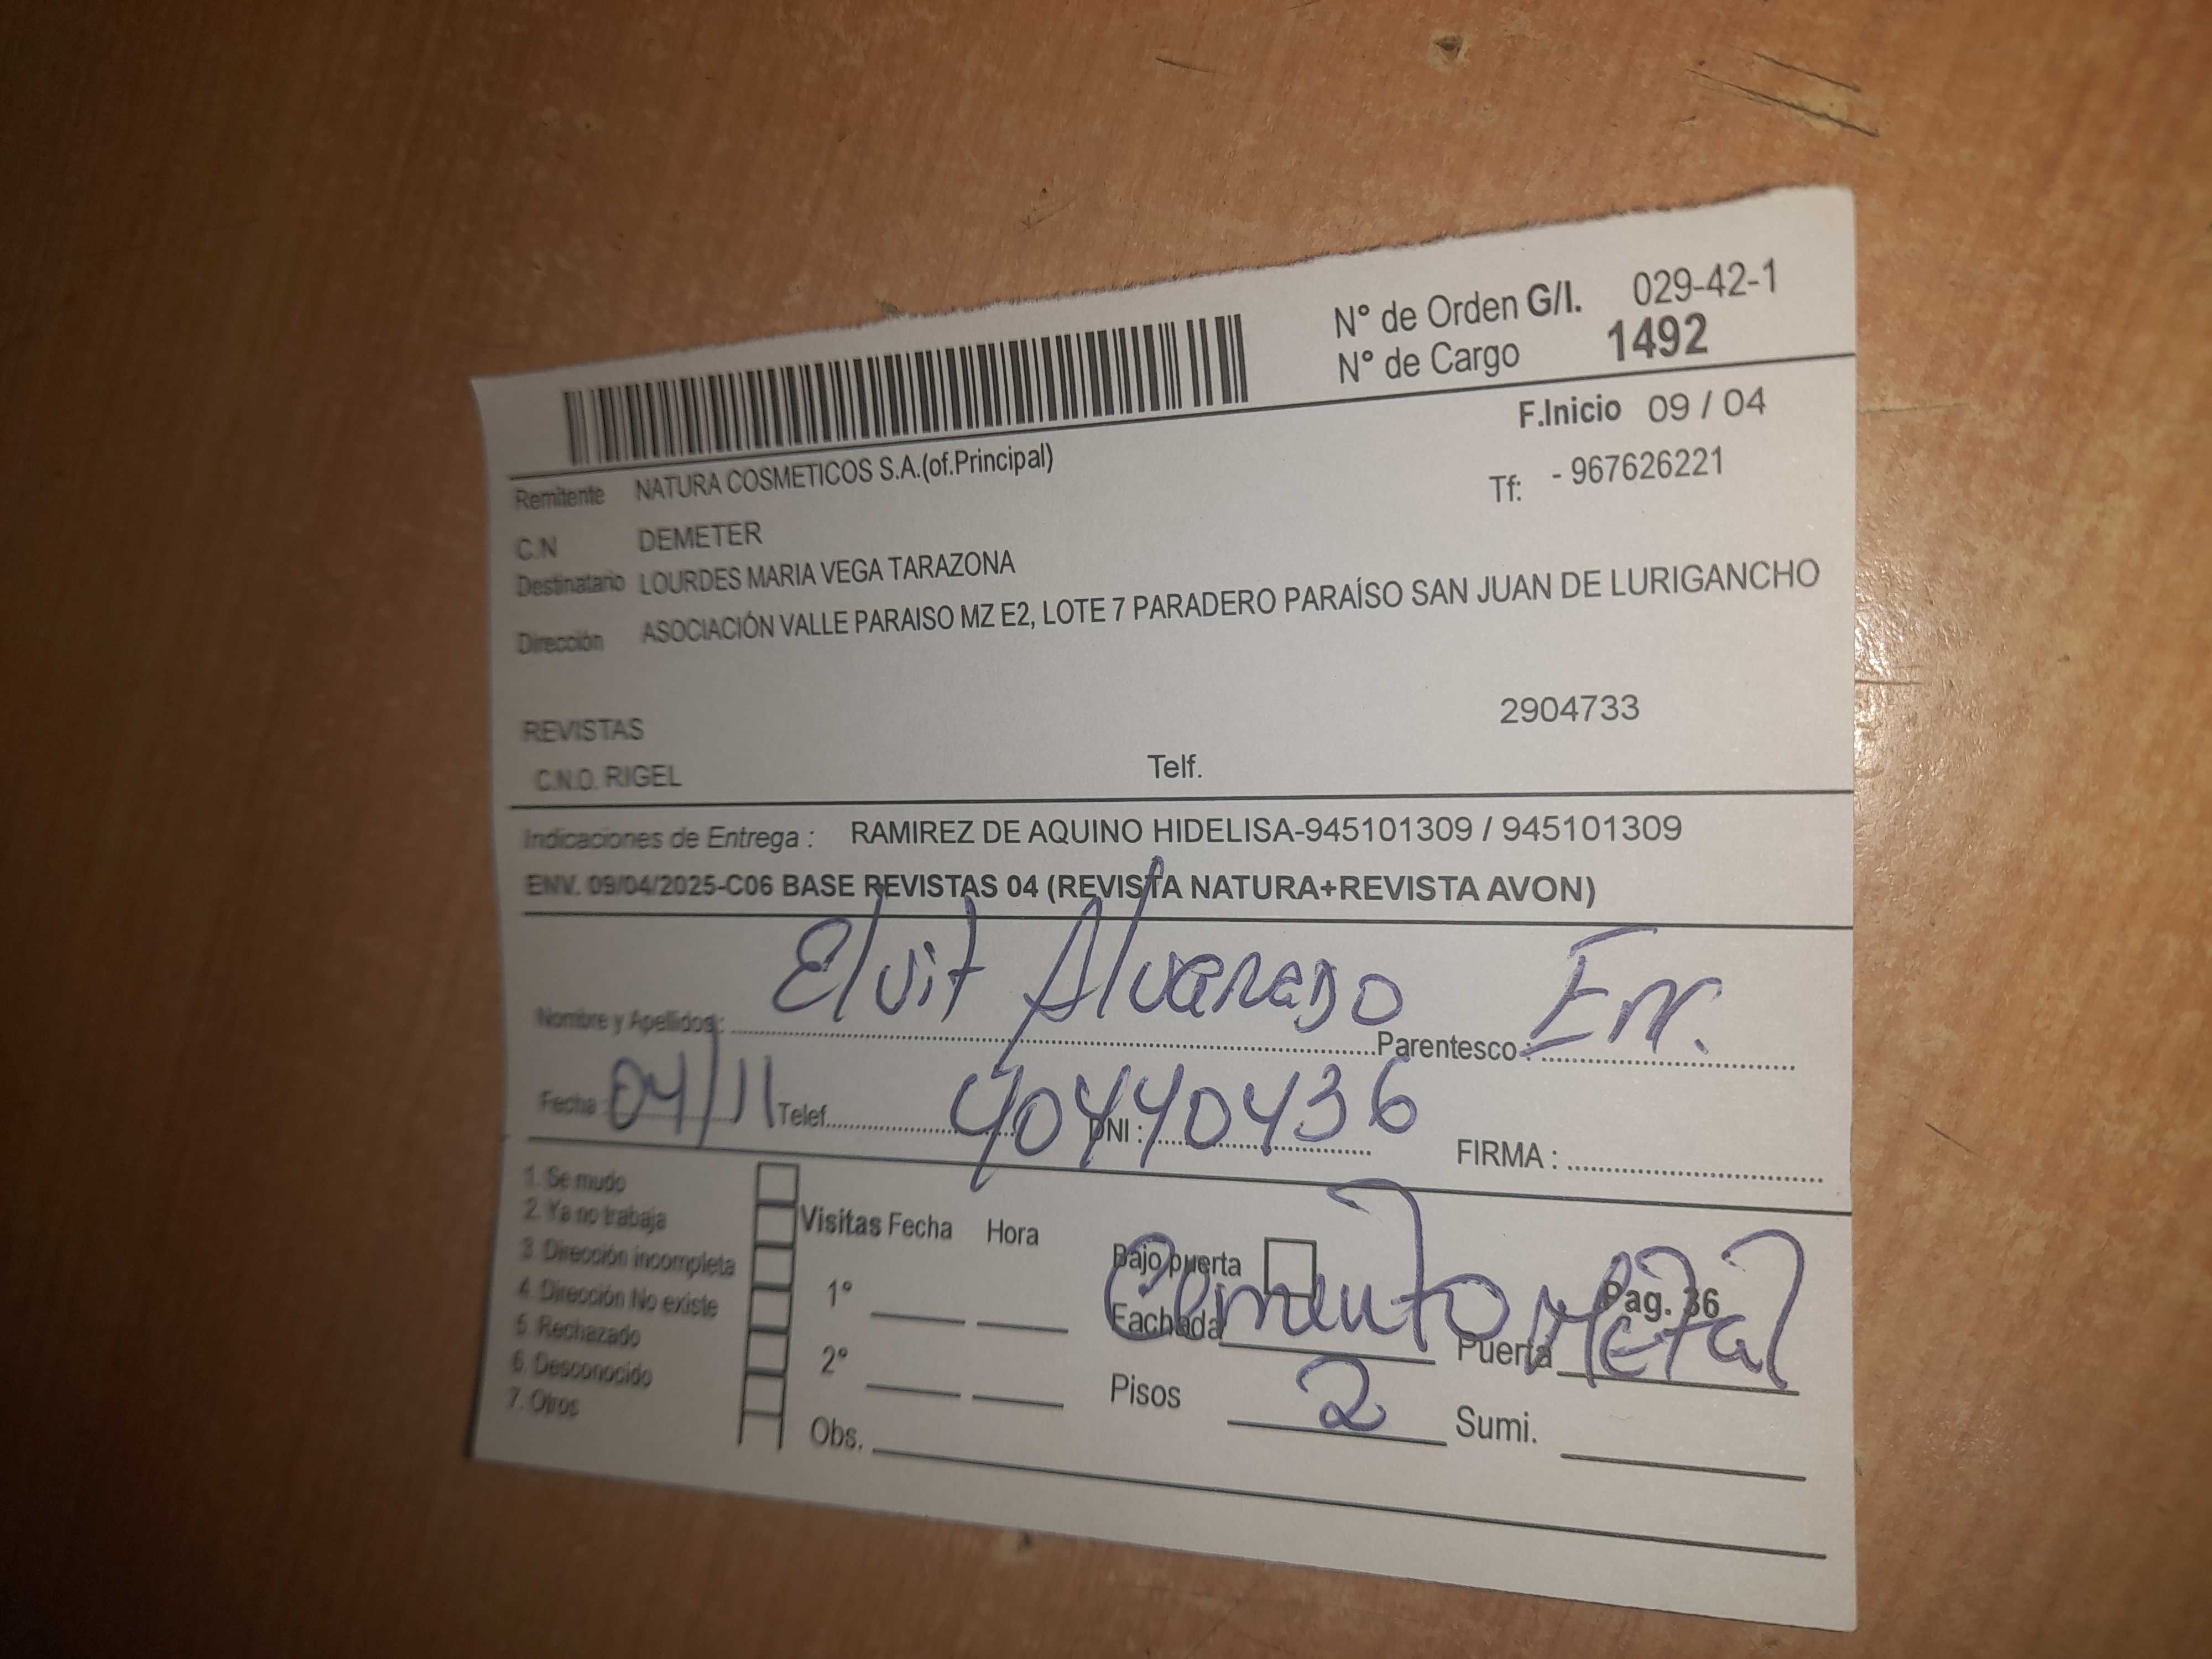 N° de Orden G/I. 029-42-1
N° de Cargo 1492
F.Inicio 09 / 04
Remitente NATURA COSMETICOS S.A.(of.Principal)
Tf: - 967626221
C.N DEMETER
Destinatario LOURDES MARIA VEGA TARAZONA
Dirección ASOCIACIÓN VALLE PARAISO MZ E2, LOTE 7 PARADERO PARAÍSO SAN JUAN DE LURIGANCHO
REVISTAS 2904733
C.N.O. RIGEL Telf.
Indicaciones de Entrega : RAMIREZ DE AQUINO HIDELISA-945101309 / 945101309
ENV. 09/04/2025-C06 BASE REVISTAS 04 (REVISTA NATURA+REVISTA AVON)
Nombre y Apellidos: Elvit Alvarado Parentesco :
Fecha : 04/11 Telef. DNI : 40440436 FIRMA :
1. Se mudo
2. Ya no trabaja
3. Dirección incompleta
4. Dirección No existe
5. Rechazado
6. Desconocido
7. Otros
Visitas Fecha Hora
1°
2°
Obs.
Bajo puerta Pag. 36
Fachada Cemento Puerta Metal
Pisos 2 Sumi.